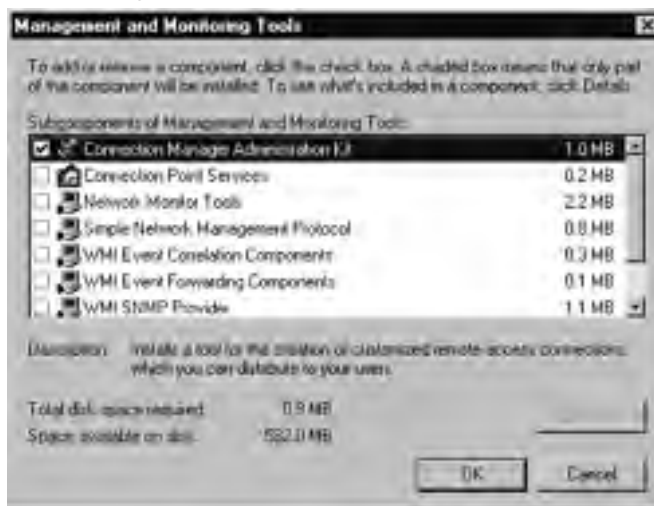 Management and Monitoring Tools
To add or remove a component, click the check box. A shaded box means that only part
of the component will be installed. To see what's included in a component, click Details.
Subcomponents of Management and Monitoring Tools:
Connection Manager Administration Kit 1.0 MB
Connection Point Services 0.2 MB
Network Monitor Tools 2.2 MB
Simple Network Management Protocol 0.8 MB
WMI Event Correlation Components 0.3 MB
WMI Event Forwarding Components 0.1 MB
WMI SNMP Provider 1.1 MB
Description: Installs a tool for the creation of customized remote access connections,
which you can distribute to your users.
Total disk space required: 0.9 MB
Space available on disk: 582.0 MB
OK Cancel